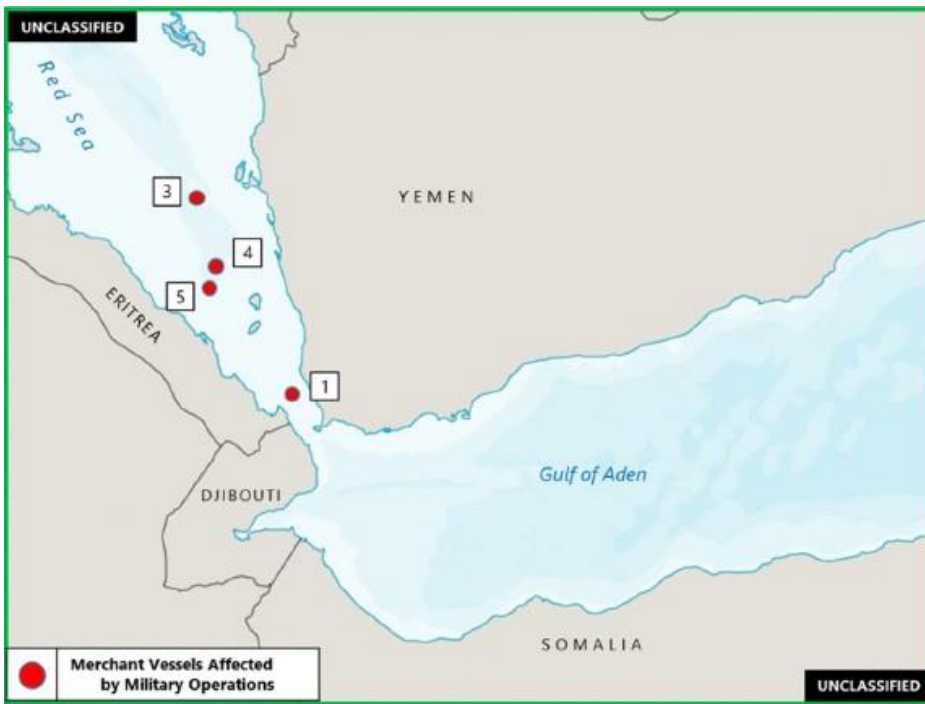 UNCLASSIFIED
Red Sea
3
YEMEN
4
5
ERITREA
1
Gulf of Aden
DJIBOUTI
SOMALIA
Merchant Vessels Affected
by Military Operations
UNCLASSIFIED